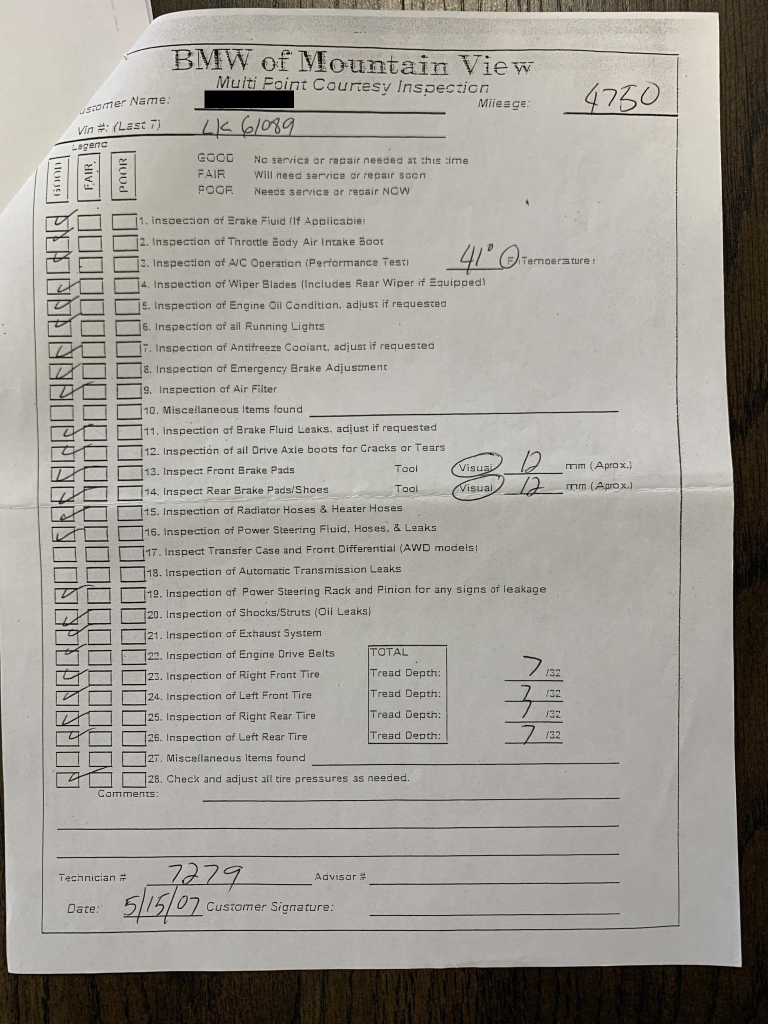 BMW of Mountain View
Multi Point Courtesy Inspection
ustomer Name: Mileage: 4750
Vin #: (Last 7) LK 61089
Legend
GOOD FAIR POOR
GOOD No service or repair needed at this time
FAIR Will need service or repair soon
POOR Needs service or repair NOW
1. Inspection of Brake Fluid (If Applicable)
2. Inspection of Throttle Body Air Intake Boot
3. Inspection of A/C Operation (Performance Test) 41° (F) Temperature
4. Inspection of Wiper Blades (Includes Rear Wiper if Equipped)
5. Inspection of Engine Oil Condition, adjust if requested
6. Inspection of all Running Lights
7. Inspection of Antifreeze Coolant, adjust if requested
8. Inspection of Emergency Brake Adjustment
9. Inspection of Air Filter
10. Miscellaneous Items found
11. Inspection of Brake Fluid Leaks, adjust if requested
12. Inspection of all Drive Axle boots for Cracks or Tears
13. Inspect Front Brake Pads Tool Visual 12 mm (Aprox.)
14. Inspect Rear Brake Pads/Shoes Tool Visual 12 mm (Aprox.)
15. Inspection of Radiator Hoses & Heater Hoses
16. Inspection of Power Steering Fluid, Hoses, & Leaks
17. Inspect Transfer Case and Front Differential (AWD models)
18. Inspection of Automatic Transmission Leaks
19. Inspection of Power Steering Rack and Pinion for any signs of leakage
20. Inspection of Shocks/Struts (Oil Leaks)
21. Inspection of Exhaust System
22. Inspection of Engine Drive Belts TOTAL
23. Inspection of Right Front Tire Tread Depth: 7 /32
24. Inspection of Left Front Tire Tread Depth: 7 /32
25. Inspection of Right Rear Tire Tread Depth: 7 /32
26. Inspection of Left Rear Tire Tread Depth: 7 /32
27. Miscellaneous Items found
28. Check and adjust all tire pressures as needed.
Comments:
Technician # 7279 Advisor #
Date: 5/15/07 Customer Signature: